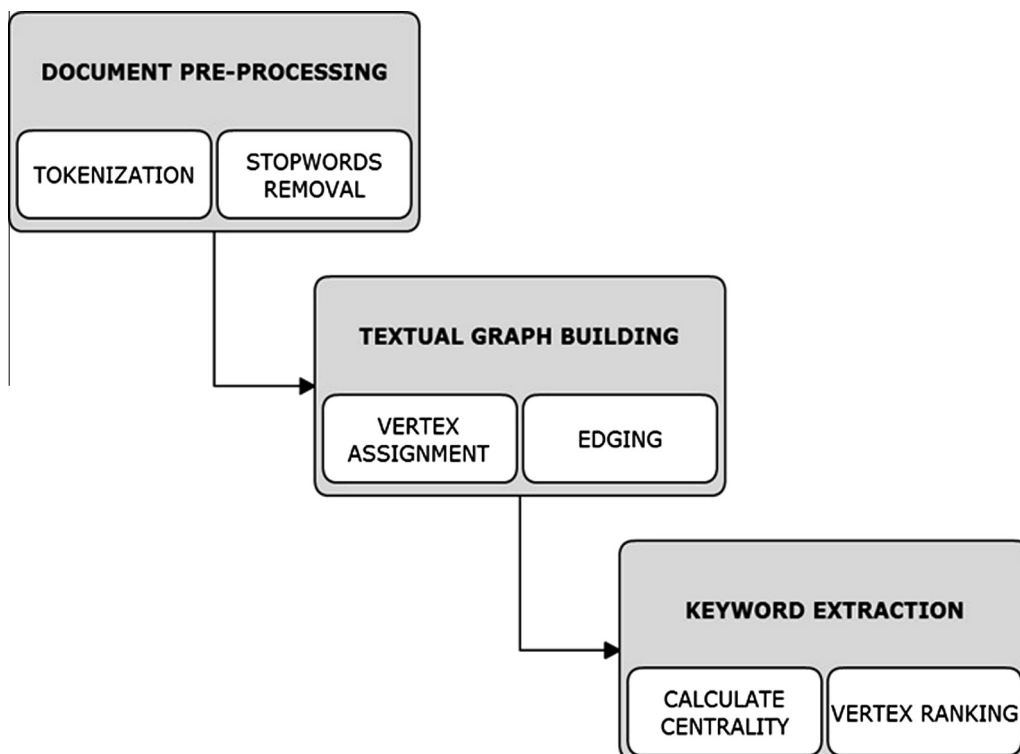 DOCUMENT PRE-PROCESSING
TOKENIZATION
STOPWORDS
REMOVAL
TEXTUAL GRAPH BUILDING
VERTEX
ASSIGNMENT
EDGING
KEYWORD EXTRACTION
CALCULATE
CENTRALITY
VERTEX RANKING